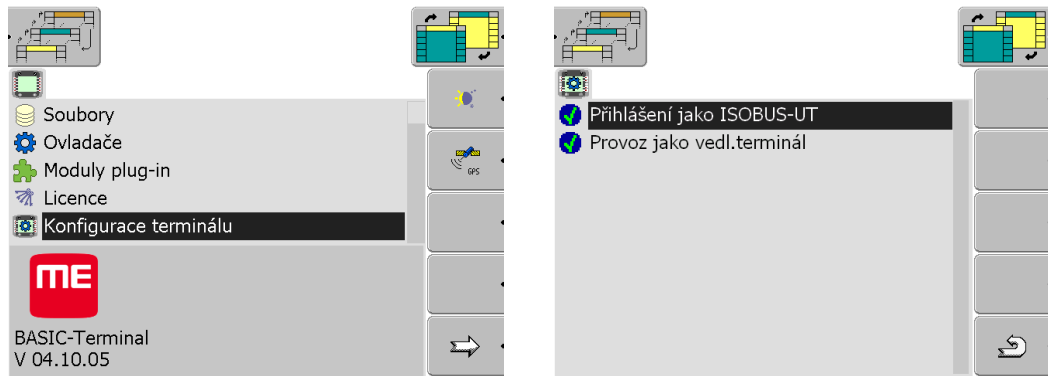 GPS
Soubory
Ovladače
Moduly plug-in
Licence
Konfigurace terminálu
ME
BASIC-Terminal
V 04.10.05
Přihlášení jako ISOBUS-UT
Provoz jako vedl.terminál